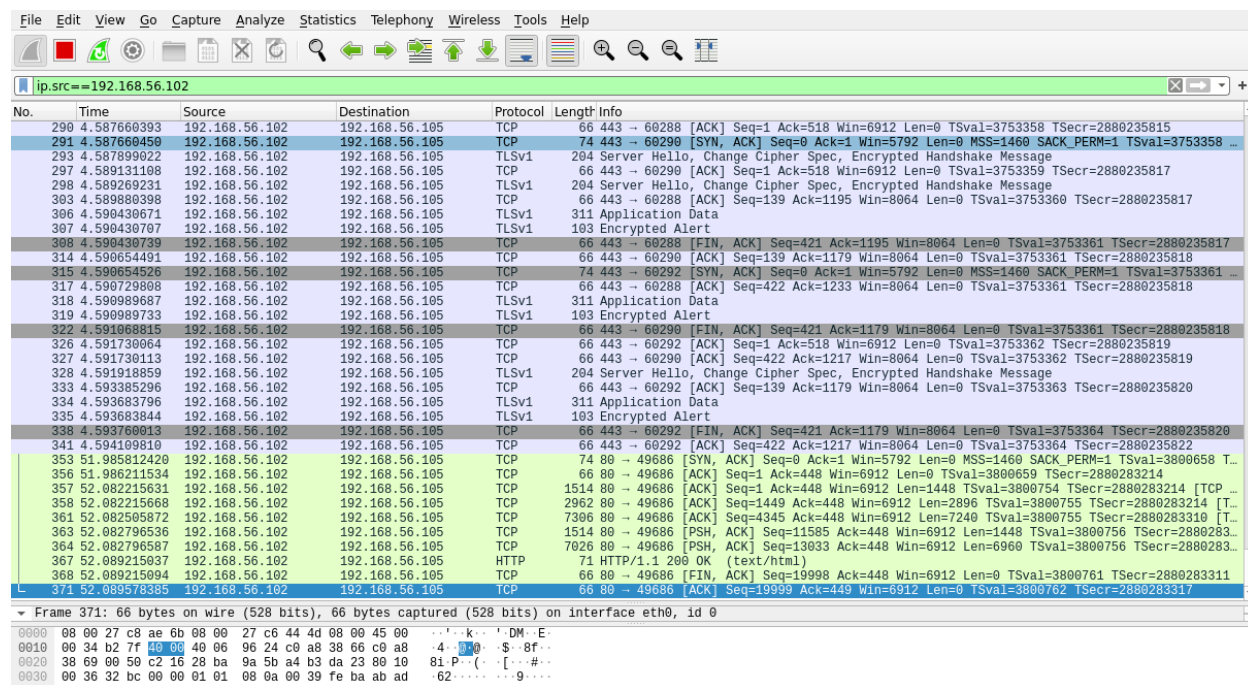 File Edit View Go Capture Analyze Statistics Telephony Wireless Tools Help
ip.src==192.168.56.102
No. Time Source Destination Protocol Length Info
290 4.587660393 192.168.56.102 192.168.56.105 TCP 66 443 → 60288 [ACK] Seq=1 Ack=518 Win=6912 Len=0 TSval=3753358 TSecr=2880235815
291 4.587660450 192.168.56.102 192.168.56.105 TCP 74 443 → 60290 [SYN, ACK] Seq=0 Ack=1 Win=5792 Len=0 MSS=1460 SACK_PERM=1 TSval=3753358 …
293 4.587899022 192.168.56.102 192.168.56.105 TLSv1 204 Server Hello, Change Cipher Spec, Encrypted Handshake Message
297 4.589131108 192.168.56.102 192.168.56.105 TCP 66 443 → 60290 [ACK] Seq=1 Ack=518 Win=6912 Len=0 TSval=3753359 TSecr=2880235817
298 4.589269231 192.168.56.102 192.168.56.105 TLSv1 204 Server Hello, Change Cipher Spec, Encrypted Handshake Message
303 4.589880398 192.168.56.102 192.168.56.105 TCP 66 443 → 60288 [ACK] Seq=139 Ack=1195 Win=8064 Len=0 TSval=3753360 TSecr=2880235817
306 4.590430671 192.168.56.102 192.168.56.105 TLSv1 311 Application Data
307 4.590430707 192.168.56.102 192.168.56.105 TLSv1 103 Encrypted Alert
308 4.590430739 192.168.56.102 192.168.56.105 TCP 66 443 → 60288 [FIN, ACK] Seq=421 Ack=1195 Win=8064 Len=0 TSval=3753361 TSecr=2880235817
314 4.590654491 192.168.56.102 192.168.56.105 TCP 66 443 → 60290 [ACK] Seq=139 Ack=1179 Win=8064 Len=0 TSval=3753361 TSecr=2880235818
315 4.590654526 192.168.56.102 192.168.56.105 TCP 74 443 → 60292 [SYN, ACK] Seq=0 Ack=1 Win=5792 Len=0 MSS=1460 SACK_PERM=1 TSval=3753361 …
317 4.590729808 192.168.56.102 192.168.56.105 TCP 66 443 → 60288 [ACK] Seq=422 Ack=1233 Win=8064 Len=0 TSval=3753361 TSecr=2880235818
318 4.590989687 192.168.56.102 192.168.56.105 TLSv1 311 Application Data
319 4.590989733 192.168.56.102 192.168.56.105 TLSv1 103 Encrypted Alert
322 4.591068815 192.168.56.102 192.168.56.105 TCP 66 443 → 60290 [FIN, ACK] Seq=421 Ack=1179 Win=8064 Len=0 TSval=3753361 TSecr=2880235818
326 4.591730064 192.168.56.102 192.168.56.105 TCP 66 443 → 60292 [ACK] Seq=1 Ack=518 Win=6912 Len=0 TSval=3753362 TSecr=2880235819
327 4.591730113 192.168.56.102 192.168.56.105 TCP 66 443 → 60290 [ACK] Seq=422 Ack=1217 Win=8064 Len=0 TSval=3753362 TSecr=2880235819
328 4.591918859 192.168.56.102 192.168.56.105 TLSv1 204 Server Hello, Change Cipher Spec, Encrypted Handshake Message
333 4.593385296 192.168.56.102 192.168.56.105 TCP 66 443 → 60292 [ACK] Seq=139 Ack=1179 Win=8064 Len=0 TSval=3753363 TSecr=2880235820
334 4.593683796 192.168.56.102 192.168.56.105 TLSv1 311 Application Data
335 4.593683844 192.168.56.102 192.168.56.105 TLSv1 103 Encrypted Alert
338 4.593760013 192.168.56.102 192.168.56.105 TCP 66 443 → 60292 [FIN, ACK] Seq=421 Ack=1179 Win=8064 Len=0 TSval=3753364 TSecr=2880235820
341 4.594109810 192.168.56.102 192.168.56.105 TCP 66 443 → 60292 [ACK] Seq=422 Ack=1217 Win=8064 Len=0 TSval=3753364 TSecr=2880235822
353 51.985812420 192.168.56.102 192.168.56.105 TCP 74 80 → 49686 [SYN, ACK] Seq=0 Ack=1 Win=5792 Len=0 MSS=1460 SACK_PERM=1 TSval=3800658 T…
356 51.986211534 192.168.56.102 192.168.56.105 TCP 66 80 → 49686 [ACK] Seq=1 Ack=448 Win=6912 Len=0 TSval=3800659 TSecr=2880283214
357 52.082215631 192.168.56.102 192.168.56.105 TCP 1514 80 → 49686 [ACK] Seq=1 Ack=448 Win=6912 Len=1448 TSval=3800754 TSecr=2880283214 [TCP …
358 52.082215668 192.168.56.102 192.168.56.105 TCP 2962 80 → 49686 [ACK] Seq=1449 Ack=448 Win=6912 Len=2896 TSval=3800755 TSecr=2880283214 [T…
361 52.082505872 192.168.56.102 192.168.56.105 TCP 7306 80 → 49686 [ACK] Seq=4345 Ack=448 Win=6912 Len=7240 TSval=3800755 TSecr=2880283310 [T…
363 52.082796536 192.168.56.102 192.168.56.105 TCP 1514 80 → 49686 [PSH, ACK] Seq=11585 Ack=448 Win=6912 Len=1448 TSval=3800756 TSecr=2880283…
364 52.082796587 192.168.56.102 192.168.56.105 TCP 7026 80 → 49686 [PSH, ACK] Seq=13033 Ack=448 Win=6912 Len=6960 TSval=3800756 TSecr=2880283…
367 52.089215037 192.168.56.102 192.168.56.105 HTTP 71 HTTP/1.1 200 OK (text/html)
368 52.089215094 192.168.56.102 192.168.56.105 TCP 66 80 → 49686 [FIN, ACK] Seq=19998 Ack=448 Win=6912 Len=0 TSval=3800761 TSecr=2880283311
371 52.089578385 192.168.56.102 192.168.56.105 TCP 66 80 → 49686 [ACK] Seq=19999 Ack=449 Win=6912 Len=0 TSval=3800762 TSecr=2880283317
Frame 371: 66 bytes on wire (528 bits), 66 bytes captured (528 bits) on interface eth0, id 0
0000 08 00 27 c8 ae 6b 08 00 27 c6 44 4d 08 00 45 00 ··'··k·· '·DM··E·
0010 00 34 b2 7f 40 00 40 06 96 24 c0 a8 38 66 c0 a8 ·4··@·@· ·$··8f··
0020 38 69 00 50 c2 16 28 ba 9a 5b a4 b3 da 23 80 10 8i·P··(· ·[···#··
0030 00 36 32 bc 00 00 01 01 08 0a 00 39 fe ba ab ad ·62····· ···9····